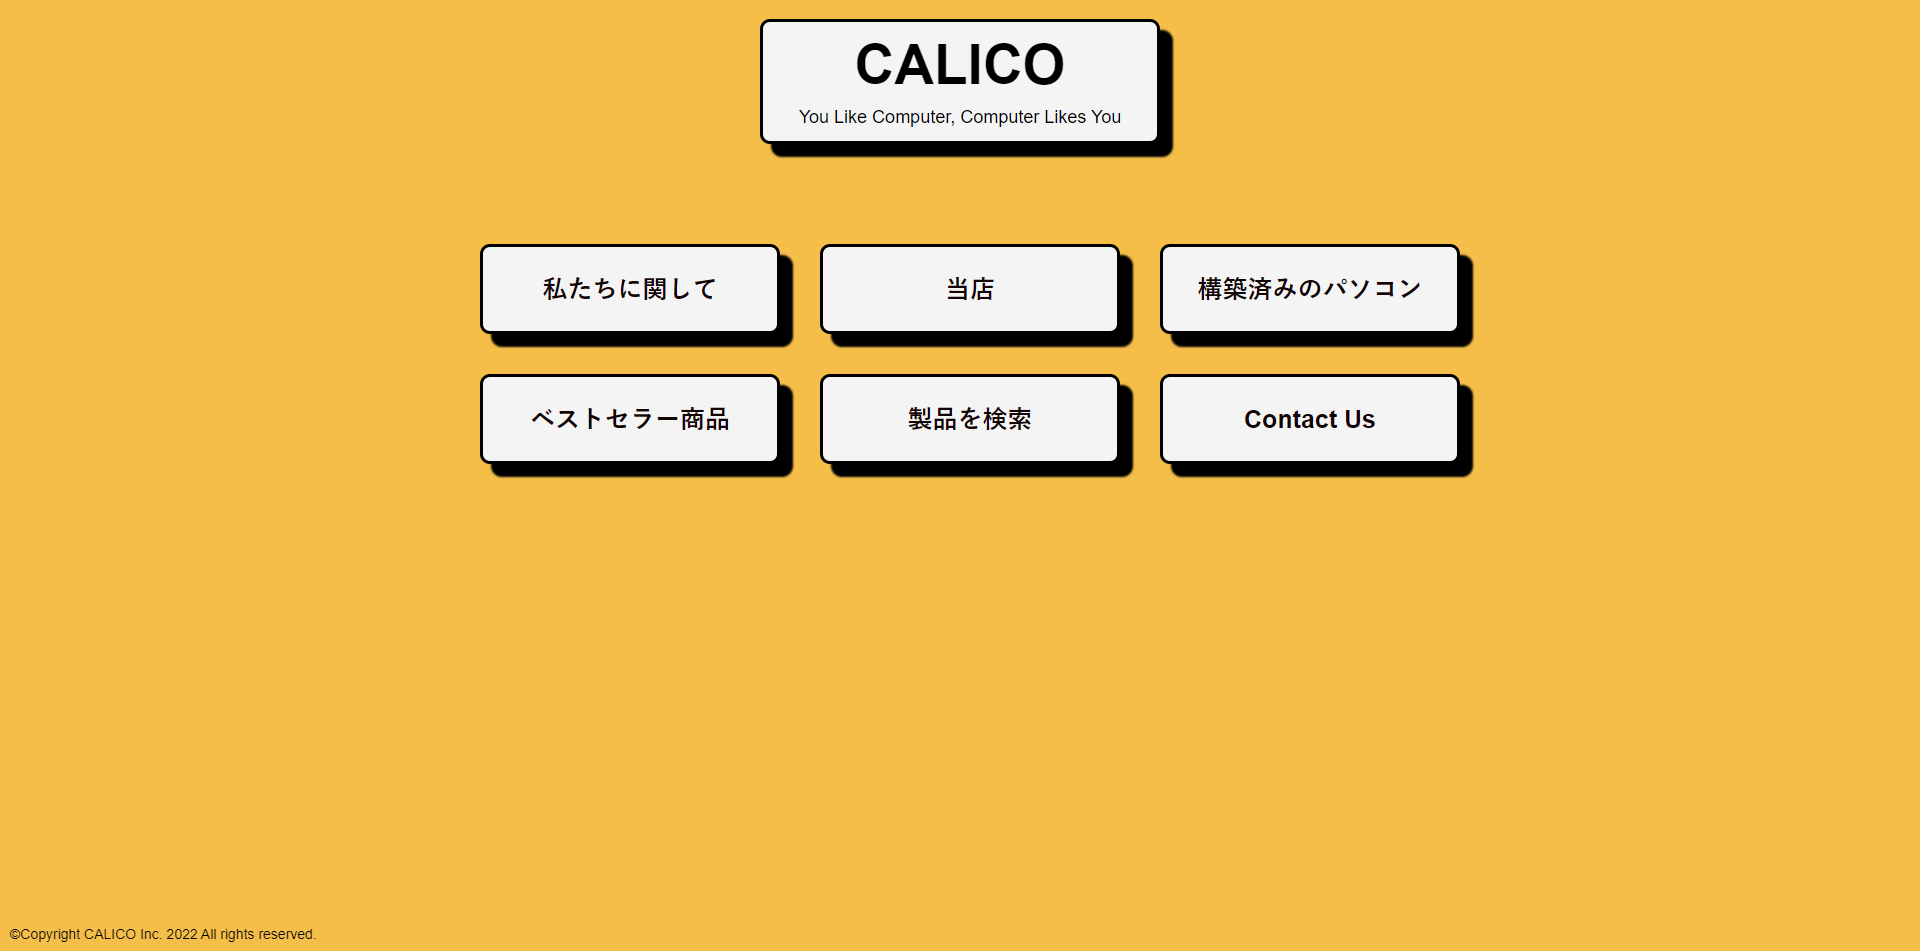 CALICO
You Like Computer, Computer Likes You
私たちに関して
当店
構築済みのパソコン
ベストセラー商品
製品を検索
Contact Us
©Copyright CALICO Inc. 2022 All rights reserved.